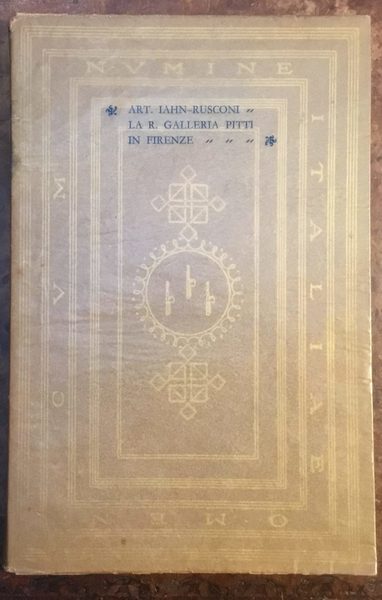 NVMINE
ITALIAE
OMEN
CVM
ART. IAHN-RUSCONI „
LA R. GALLERIA PITTI
IN FIRENZE „ „ „